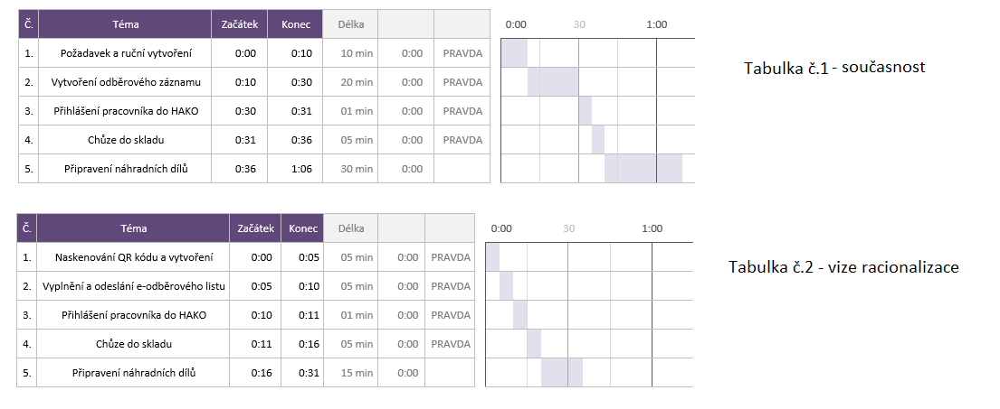 Č. Téma Začátek Konec Délka 0:00 30 1:00
1. Požadavek a ruční vytvoření 0:00 0:10 10 min 0:00 PRAVDA
Tabulka č.1 - současnost
2. Vytvoření odběrového záznamu 0:10 0:30 20 min 0:00 PRAVDA
3. Přihlášení pracovníka do HAKO 0:30 0:31 01 min 0:00 PRAVDA
4. Chůze do skladu 0:31 0:36 05 min 0:00 PRAVDA
5. Připravení náhradních dílů 0:36 1:06 30 min 0:00
Č. Téma Začátek Konec Délka 0:00 30 1:00
1. Naskenování QR kódu a vytvoření 0:00 0:05 05 min 0:00 PRAVDA
Tabulka č.2 - vize racionalizace
2. Vyplnění a odeslání e-odběrového listu 0:05 0:10 05 min 0:00 PRAVDA
3. Přihlášení pracovníka do HAKO 0:10 0:11 01 min 0:00 PRAVDA
4. Chůze do skladu 0:11 0:16 05 min 0:00 PRAVDA
5. Připravení náhradních dílů 0:16 0:31 15 min 0:00